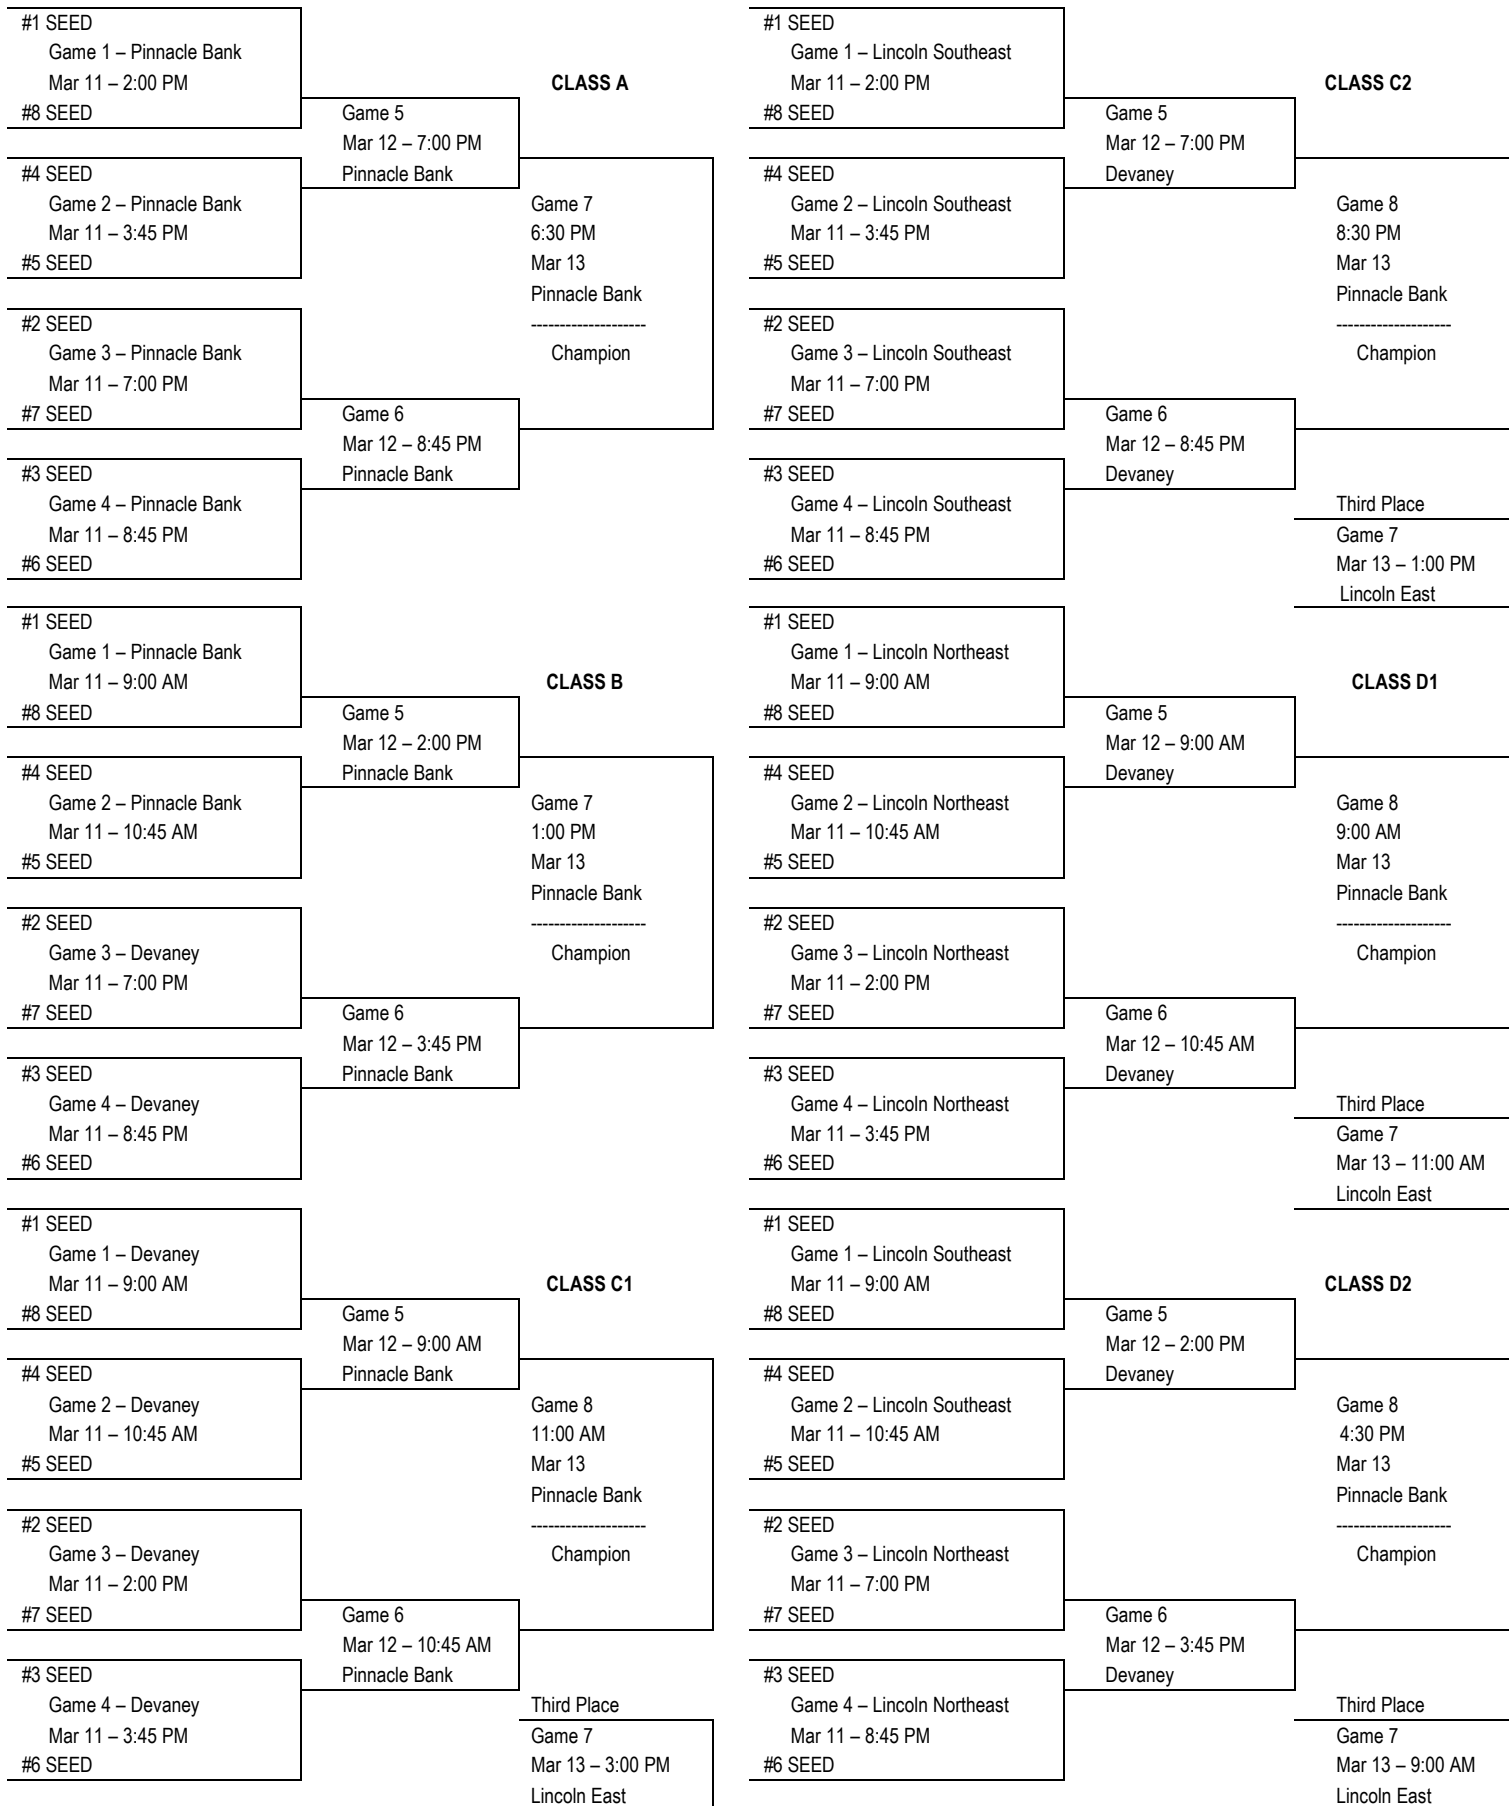 #1 SEED
Game 1 – Pinnacle Bank
Mar 11 – 2:00 PM
#8 SEED
#4 SEED
Game 2 – Pinnacle Bank
Mar 11 – 3:45 PM
#5 SEED
#2 SEED
Game 3 – Pinnacle Bank
Mar 11 – 7:00 PM
#7 SEED
#3 SEED
Game 4 – Pinnacle Bank
Mar 11 – 8:45 PM
#6 SEED
Game 5
Mar 12 – 7:00 PM
Pinnacle Bank
Game 6
Mar 12 – 8:45 PM
Pinnacle Bank
CLASS A
Game 7
6:30 PM
Mar 13
Pinnacle Bank
--------------------
Champion
#1 SEED
Game 1 – Pinnacle Bank
Mar 11 – 9:00 AM
#8 SEED
#4 SEED
Game 2 – Pinnacle Bank
Mar 11 – 10:45 AM
#5 SEED
#2 SEED
Game 3 – Devaney
Mar 11 – 7:00 PM
#7 SEED
#3 SEED
Game 4 – Devaney
Mar 11 – 8:45 PM
#6 SEED
Game 5
Mar 12 – 2:00 PM
Pinnacle Bank
Game 6
Mar 12 – 3:45 PM
Pinnacle Bank
CLASS B
Game 7
1:00 PM
Mar 13
Pinnacle Bank
--------------------
Champion
#1 SEED
Game 1 – Devaney
Mar 11 – 9:00 AM
#8 SEED
#4 SEED
Game 2 – Devaney
Mar 11 – 10:45 AM
#5 SEED
#2 SEED
Game 3 – Devaney
Mar 11 – 2:00 PM
#7 SEED
#3 SEED
Game 4 – Devaney
Mar 11 – 3:45 PM
#6 SEED
Game 5
Mar 12 – 9:00 AM
Pinnacle Bank
Game 6
Mar 12 – 10:45 AM
Pinnacle Bank
CLASS C1
Game 8
11:00 AM
Mar 13
Pinnacle Bank
--------------------
Champion
Third Place
Game 7
Mar 13 – 3:00 PM
Lincoln East
#1 SEED
Game 1 – Lincoln Southeast
Mar 11 – 2:00 PM
#8 SEED
#4 SEED
Game 2 – Lincoln Southeast
Mar 11 – 3:45 PM
#5 SEED
#2 SEED
Game 3 – Lincoln Southeast
Mar 11 – 7:00 PM
#7 SEED
#3 SEED
Game 4 – Lincoln Southeast
Mar 11 – 8:45 PM
#6 SEED
Game 5
Mar 12 – 7:00 PM
Devaney
Game 6
Mar 12 – 8:45 PM
Devaney
CLASS C2
Game 8
8:30 PM
Mar 13
Pinnacle Bank
--------------------
Champion
Third Place
Game 7
Mar 13 – 1:00 PM
Lincoln East
#1 SEED
Game 1 – Lincoln Northeast
Mar 11 – 9:00 AM
#8 SEED
#4 SEED
Game 2 – Lincoln Northeast
Mar 11 – 10:45 AM
#5 SEED
#2 SEED
Game 3 – Lincoln Northeast
Mar 11 – 2:00 PM
#7 SEED
#3 SEED
Game 4 – Lincoln Northeast
Mar 11 – 3:45 PM
#6 SEED
Game 5
Mar 12 – 9:00 AM
Devaney
Game 6
Mar 12 – 10:45 AM
Devaney
CLASS D1
Game 8
9:00 AM
Mar 13
Pinnacle Bank
--------------------
Champion
Third Place
Game 7
Mar 13 – 11:00 AM
Lincoln East
#1 SEED
Game 1 – Lincoln Southeast
Mar 11 – 9:00 AM
#8 SEED
#4 SEED
Game 2 – Lincoln Southeast
Mar 11 – 10:45 AM
#5 SEED
#2 SEED
Game 3 – Lincoln Northeast
Mar 11 – 7:00 PM
#7 SEED
#3 SEED
Game 4 – Lincoln Northeast
Mar 11 – 8:45 PM
#6 SEED
Game 5
Mar 12 – 2:00 PM
Devaney
Game 6
Mar 12 – 3:45 PM
Devaney
CLASS D2
Game 8
4:30 PM
Mar 13
Pinnacle Bank
--------------------
Champion
Third Place
Game 7
Mar 13 – 9:00 AM
Lincoln East